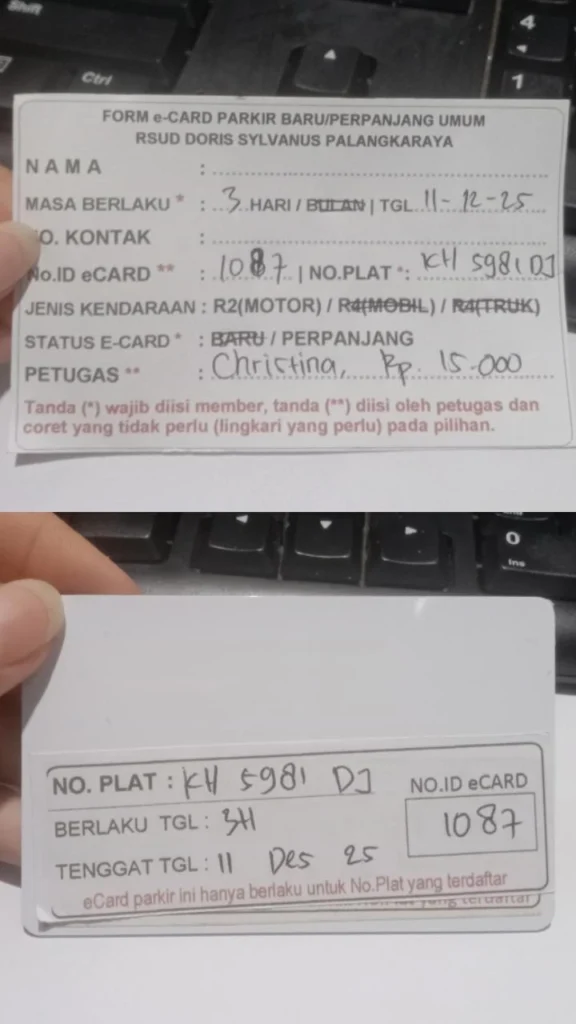 Shift
Ctrl
4
1
FORM e-CARD PARKIR BARU/PERPANJANG UMUM
RSUD DORIS SYLVANUS PALANGKARAYA
NAMA :
MASA BERLAKU * : 3 HARI / BULAN | TGL 11-12-25
O. KONTAK :
No.ID eCARD ** : 1087 | NO.PLAT *: KH 5981 DJ
JENIS KENDARAAN : R2(MOTOR) / R4(MOBIL) / R4(TRUK)
STATUS E-CARD * : BARU / PERPANJANG
PETUGAS ** : Christina, Rp. 15.000
Tanda (*) wajib diisi member, tanda (**) diisi oleh petugas dan
coret yang tidak perlu (lingkari yang perlu) pada pilihan.
0
Ins
NO. PLAT : KH 5981 DJ
NO.ID eCARD
BERLAKU TGL : 3H
1087
TENGGAT TGL : 11 Des 25
eCard parkir ini hanya berlaku untuk No.Plat yang terdaftar
yang terdaftar